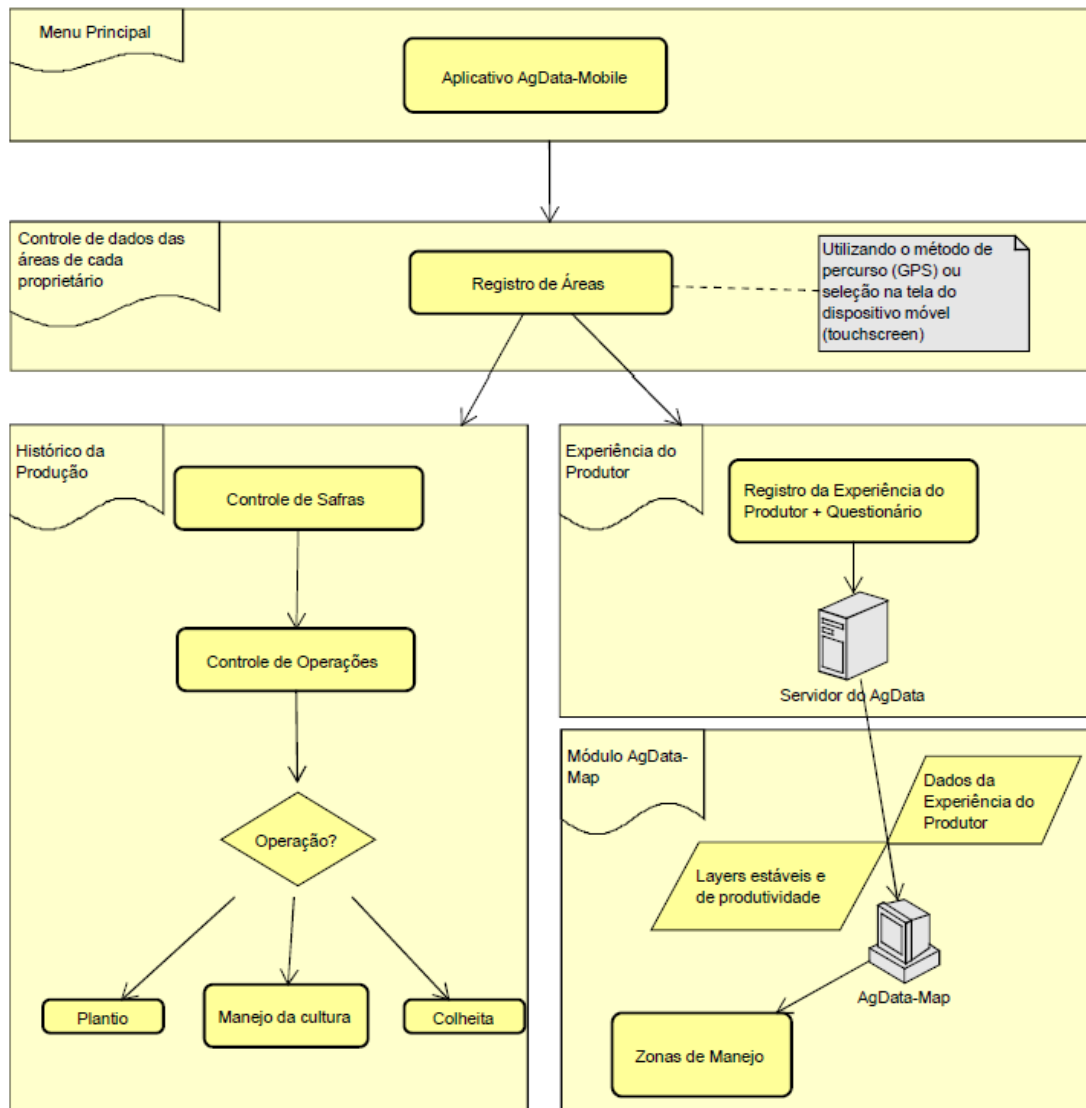 Menu Principal
Aplicativo AgData-Mobile
Controle de dados das
áreas de cada
proprietário
Registro de Áreas
Utilizando o método de
percurso (GPS) ou
seleção na tela do
dispositivo móvel
(touchscreen)
Histórico da
Produção
Controle de Safras
Controle de Operações
Operação?
Plantio
Manejo da cultura
Colheita
Experiência do
Produtor
Registro da Experiência do
Produtor + Questionário
Servidor do AgData
Módulo AgData-
Map
Dados da
Experiência do
Produtor
Layers estáveis e
de produtividade
AgData-Map
Zonas de Manejo